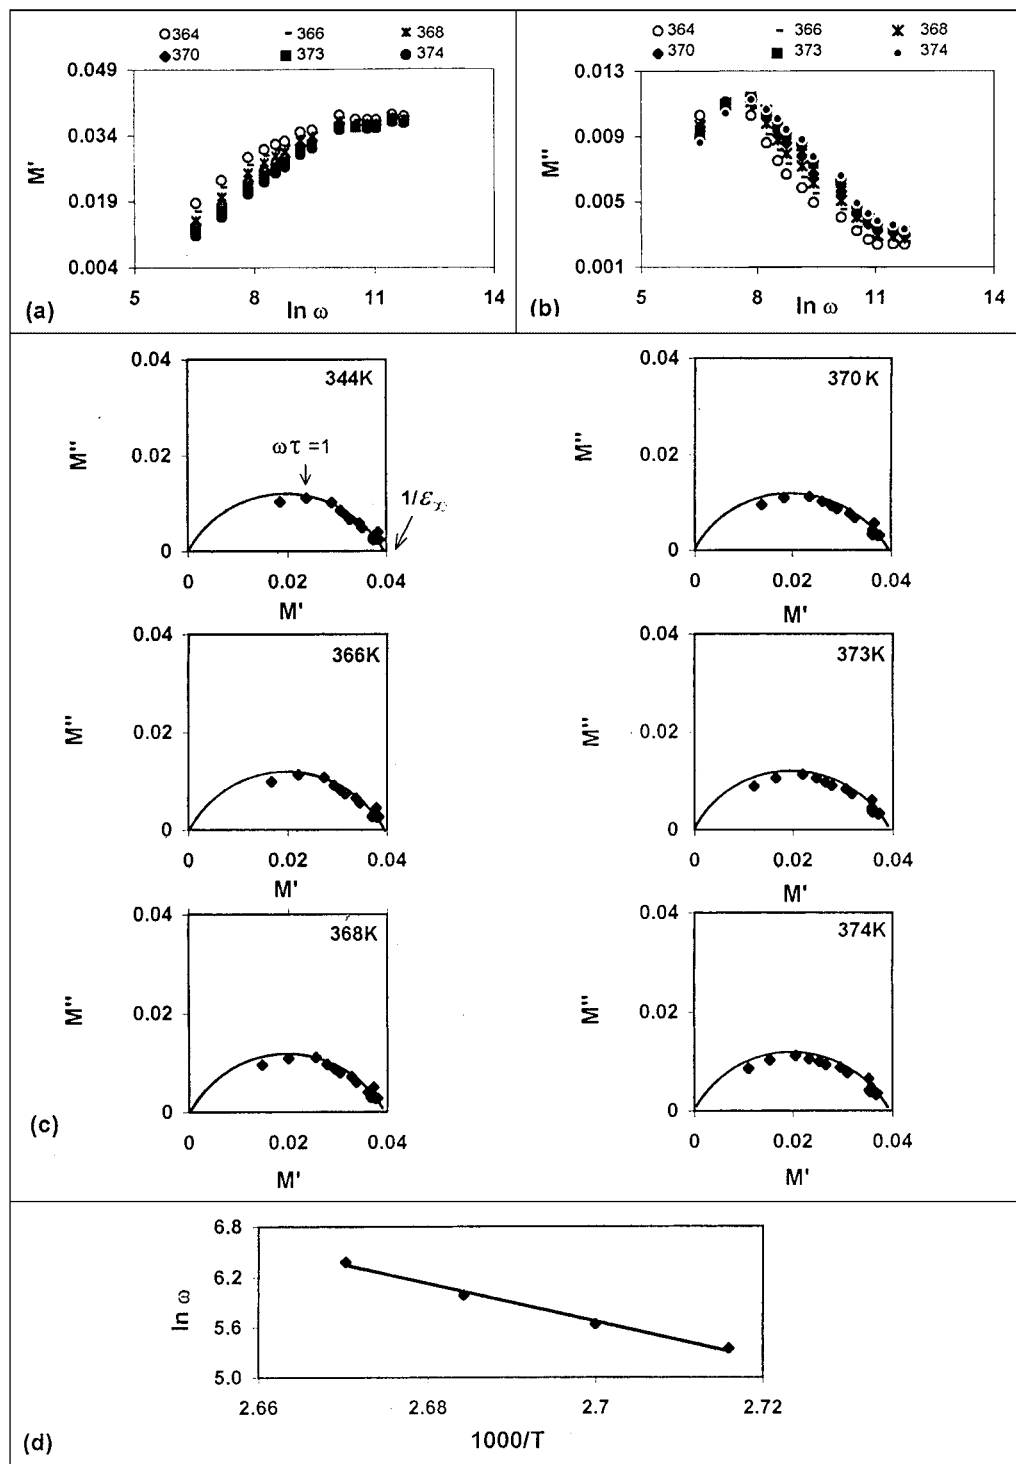 364 366 368
370 373 374
0.049
0.034
0.019
0.004
M'
5 8 11 14
ln ω
(a)
364 366 368
370 373 374
0.013
0.009
0.005
0.001
M"
5 8 11 14
ln ω
(b)
0.04
0.02
0
M"
344K
ωτ =1
1/ε∞
0 0.02 0.04
M'
0.04
0.02
0
M"
370 K
0 0.02 0.04
M'
0.04
0.02
0
M"
366K
0 0.02 0.04
M'
0.04
0.02
0
M"
373K
0 0.02 0.04
M'
0.04
0.02
0
M"
368K
0 0.02 0.04
M'
0.04
0.02
0
M"
374K
0 0.02 0.04
M'
(c)
6.8
6.2
5.6
5.0
ln ω
2.66 2.68 2.7 2.72
1000/T
(d)